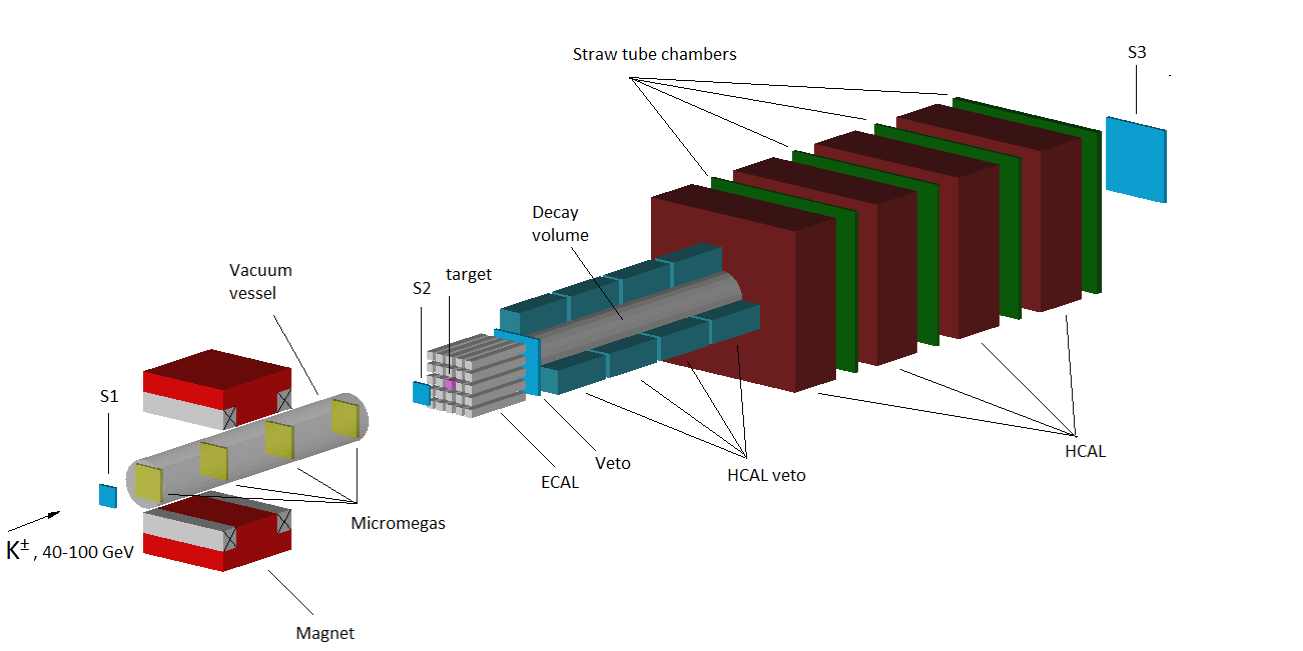 Straw tube chambers
S3
Decay
volume
Vacuum
vessel
target
S2
S1
HCAL
Veto
HCAL veto
ECAL
Micromegas
K± , 40-100 GeV
Magnet